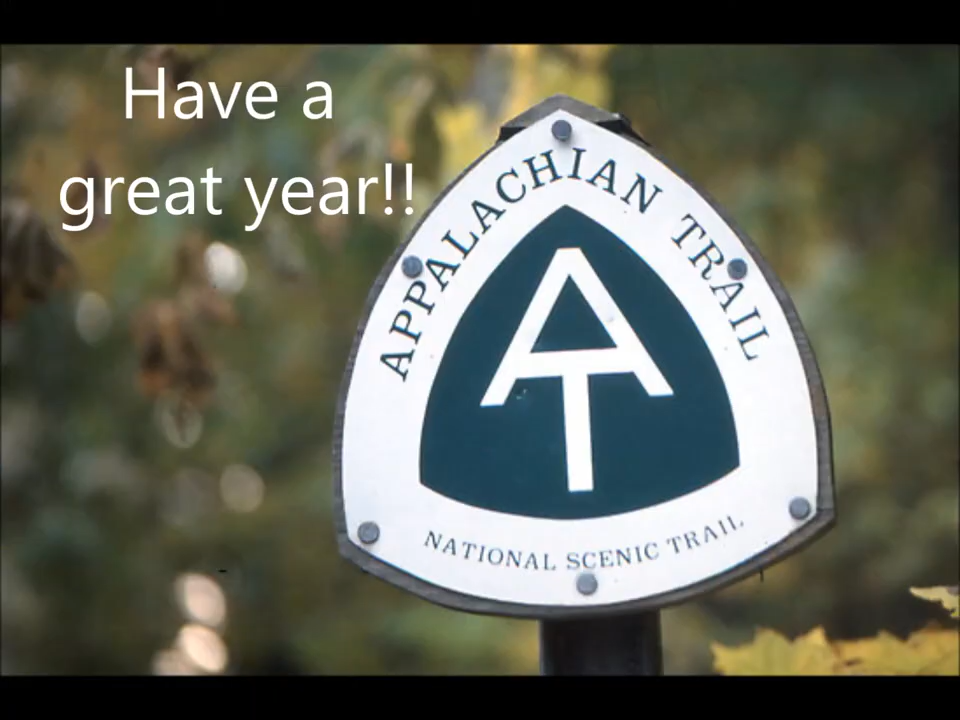 Have a
great year!!
APPALACHIAN TRAIL
AT
NATIONAL SCENIC TRAIL